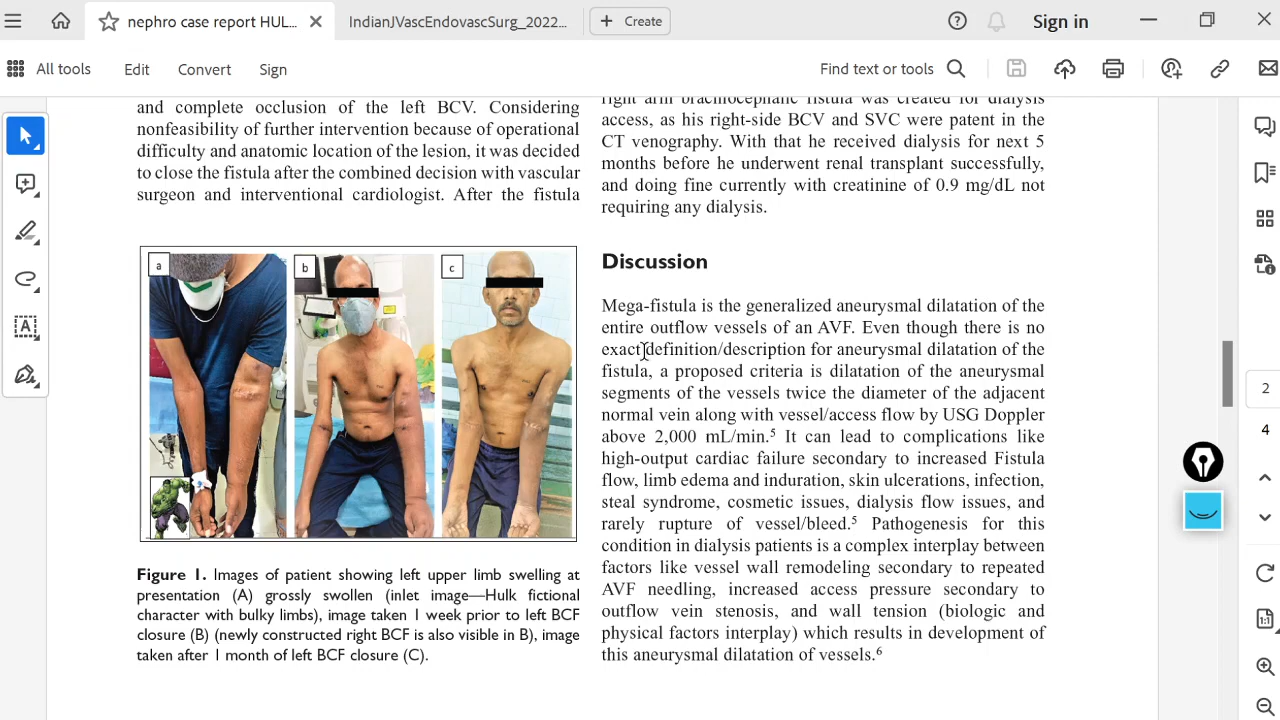 nephro case report HUL...
IndianJVascEndovascSurg_2022...
Create
Sign in
All tools
Edit
Convert
Sign
Find text or tools
and complete occlusion of the left BCV. Considering
nonfeasibility of further intervention because of operational
difficulty and anatomic location of the lesion, it was decided
to close the fistula after the combined decision with vascular
surgeon and interventional cardiologist. After the fistula
a
b
c
Figure 1. Images of patient showing left upper limb swelling at
presentation (A) grossly swollen (inlet image—Hulk fictional
character with bulky limbs), image taken 1 week prior to left BCF
closure (B) (newly constructed right BCF is also visible in B), image
taken after 1 month of left BCF closure (C).
right arm brachiocephalic fistula was created for dialysis
access, as his right-side BCV and SVC were patent in the
CT venography. With that he received dialysis for next 5
months before he underwent renal transplant successfully,
and doing fine currently with creatinine of 0.9 mg/dL not
requiring any dialysis.
Discussion
Mega-fistula is the generalized aneurysmal dilatation of the
entire outflow vessels of an AVF. Even though there is no
exact definition/description for aneurysmal dilatation of the
fistula, a proposed criteria is dilatation of the aneurysmal
segments of the vessels twice the diameter of the adjacent
normal vein along with vessel/access flow by USG Doppler
above 2,000 mL/min.⁵ It can lead to complications like
high-output cardiac failure secondary to increased Fistula
flow, limb edema and induration, skin ulcerations, infection,
steal syndrome, cosmetic issues, dialysis flow issues, and
rarely rupture of vessel/bleed.⁵ Pathogenesis for this
condition in dialysis patients is a complex interplay between
factors like vessel wall remodeling secondary to repeated
AVF needling, increased access pressure secondary to
outflow vein stenosis, and wall tension (biologic and
physical factors interplay) which results in development of
this aneurysmal dilatation of vessels.⁶
2
4
1:1